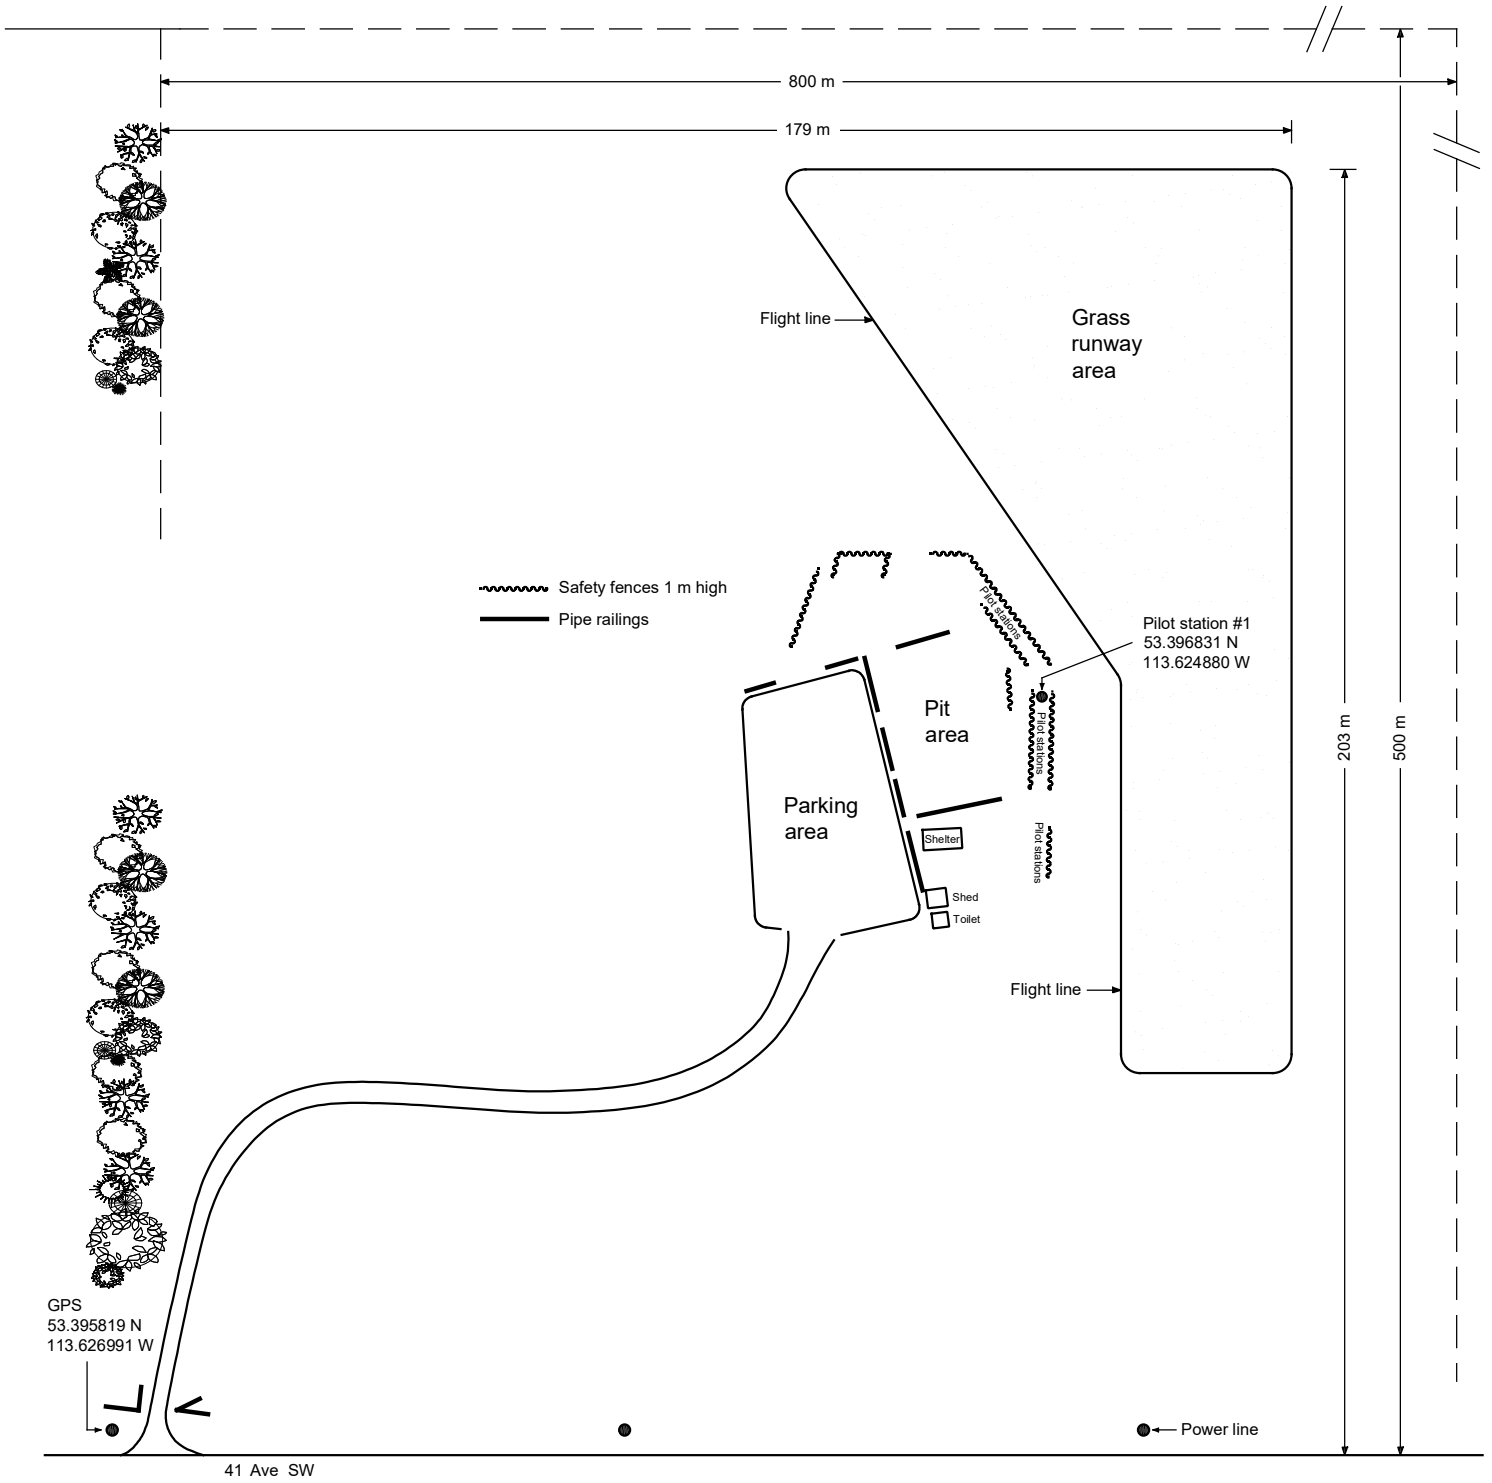 800 m
179 m
Flight line
Grass
runway
area
Safety fences 1 m high
Pipe railings
Pilot stations
Pilot station #1
53.396831 N
113.624880 W
Pit
area
Pilot stations
203 m
500 m
Parking
area
Shelter
Pilot stations
Shed
Toilet
Flight line
GPS
53.395819 N
113.626991 W
Power line
41 Ave SW